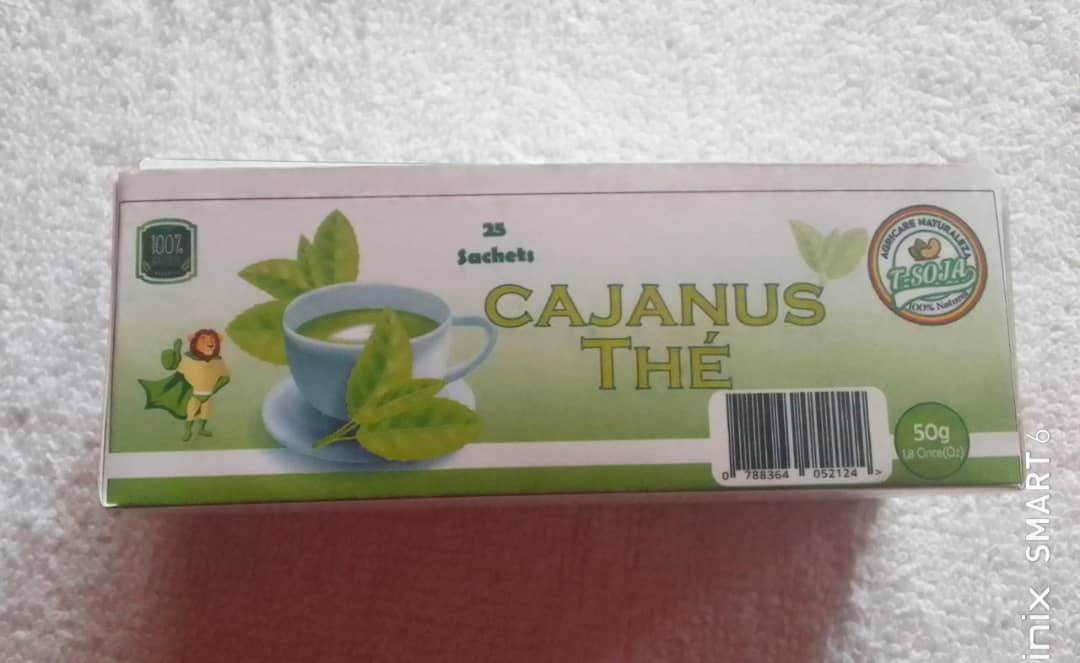 100%
25
Sachets
CAJANUS
THÉ
AGRICARE NATURALEZA
T-SOJA
100% Natural
0 788364 052124 >
50g
1.8 Once(Oz)
inix SMART 6